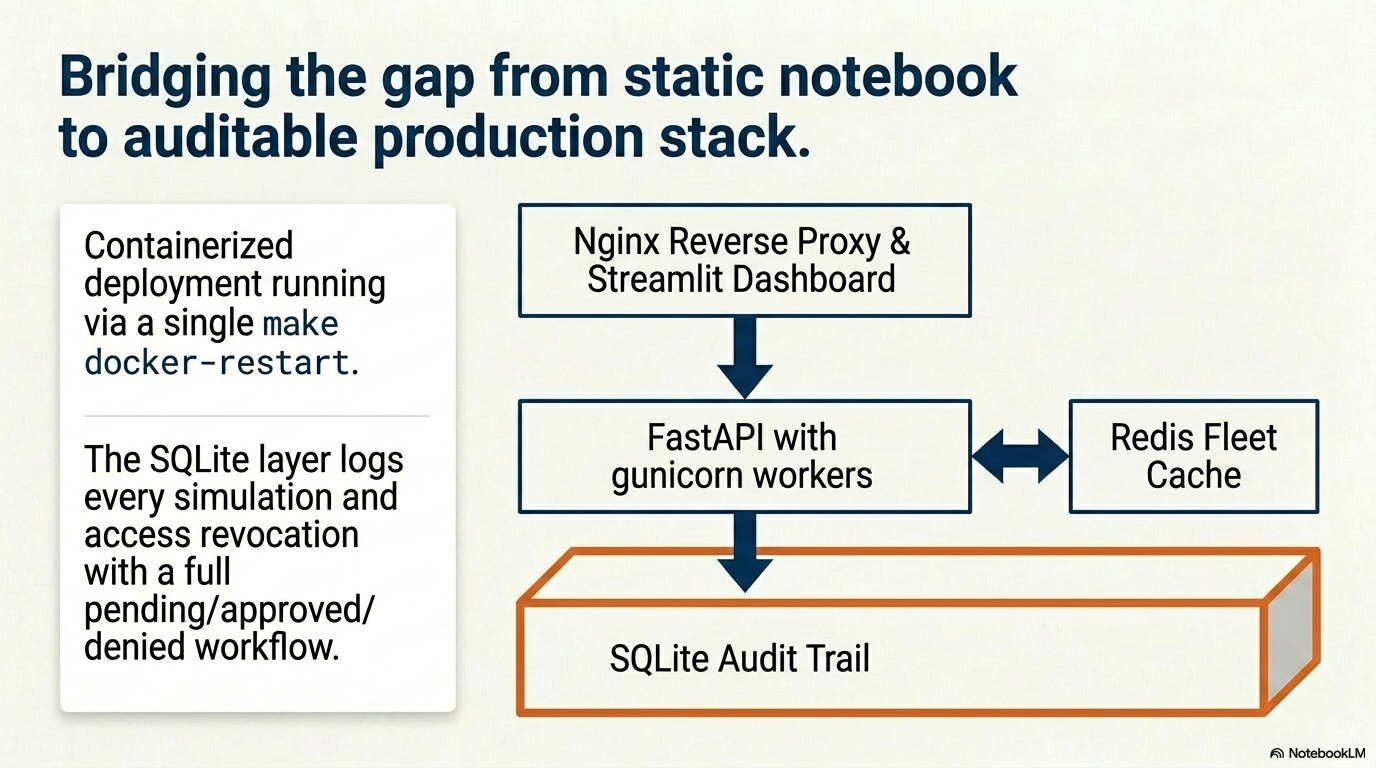 Bridging the gap from static notebook
to auditable production stack.
Containerized
deployment running
via a single make
docker-restart.
The SQLite layer logs
every simulation and
access revocation
with a full
pending/approved/
denied workflow.
Nginx Reverse Proxy &
Streamlit Dashboard
FastAPI with
gunicorn workers
Redis Fleet
Cache
SQLite Audit Trail
NotebookLM